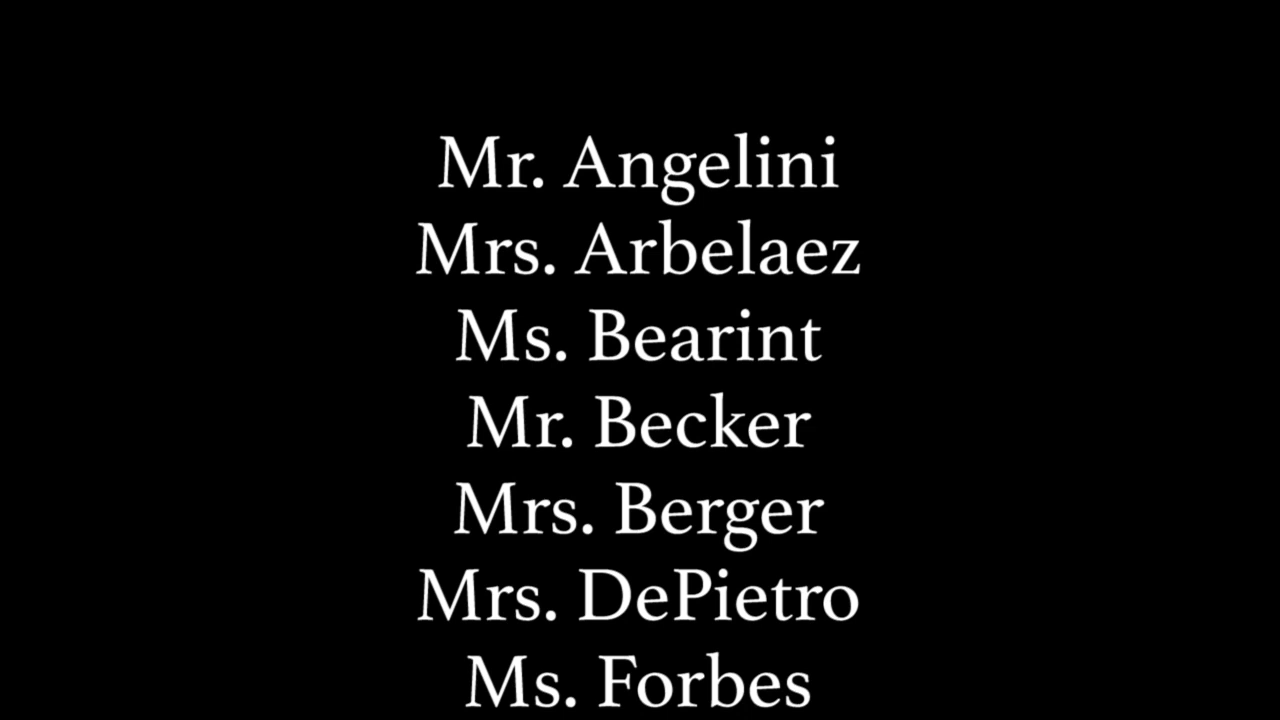 Mr. Angelini
Mrs. Arbelaez
Ms. Bearint
Mr. Becker
Mrs. Berger
Mrs. DePietro
Ms. Forbes